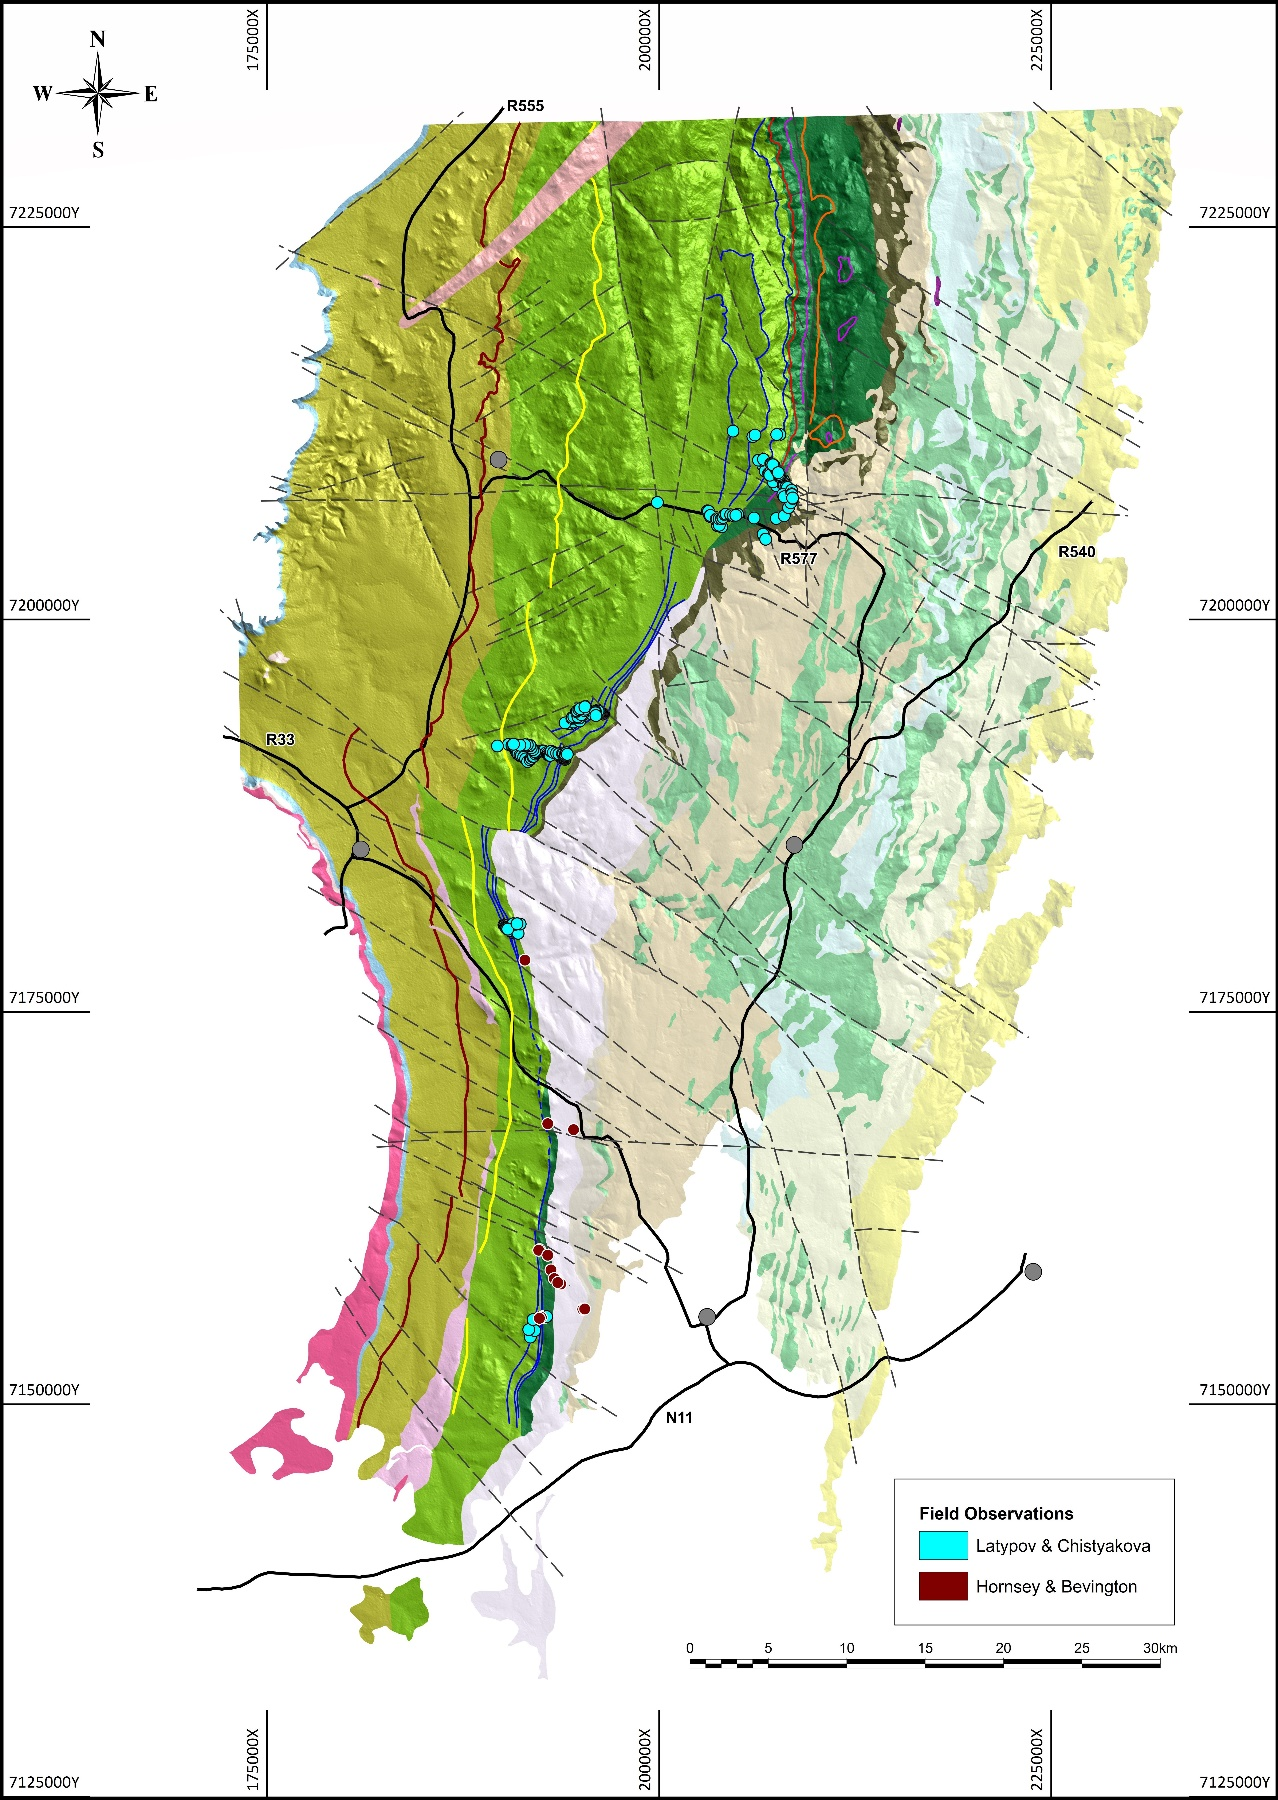 175000X
200000X
225000X
N
W
E
S
R555
7225000Y
7225000Y
R577
R540
7200000Y
7200000Y
R33
7175000Y
7175000Y
7150000Y
7150000Y
N11
Field Observations
Latypov & Chistyakova
Hornsey & Bevington
0 5 10 15 20 25 30km
175000X
200000X
225000X
7125000Y
7125000Y